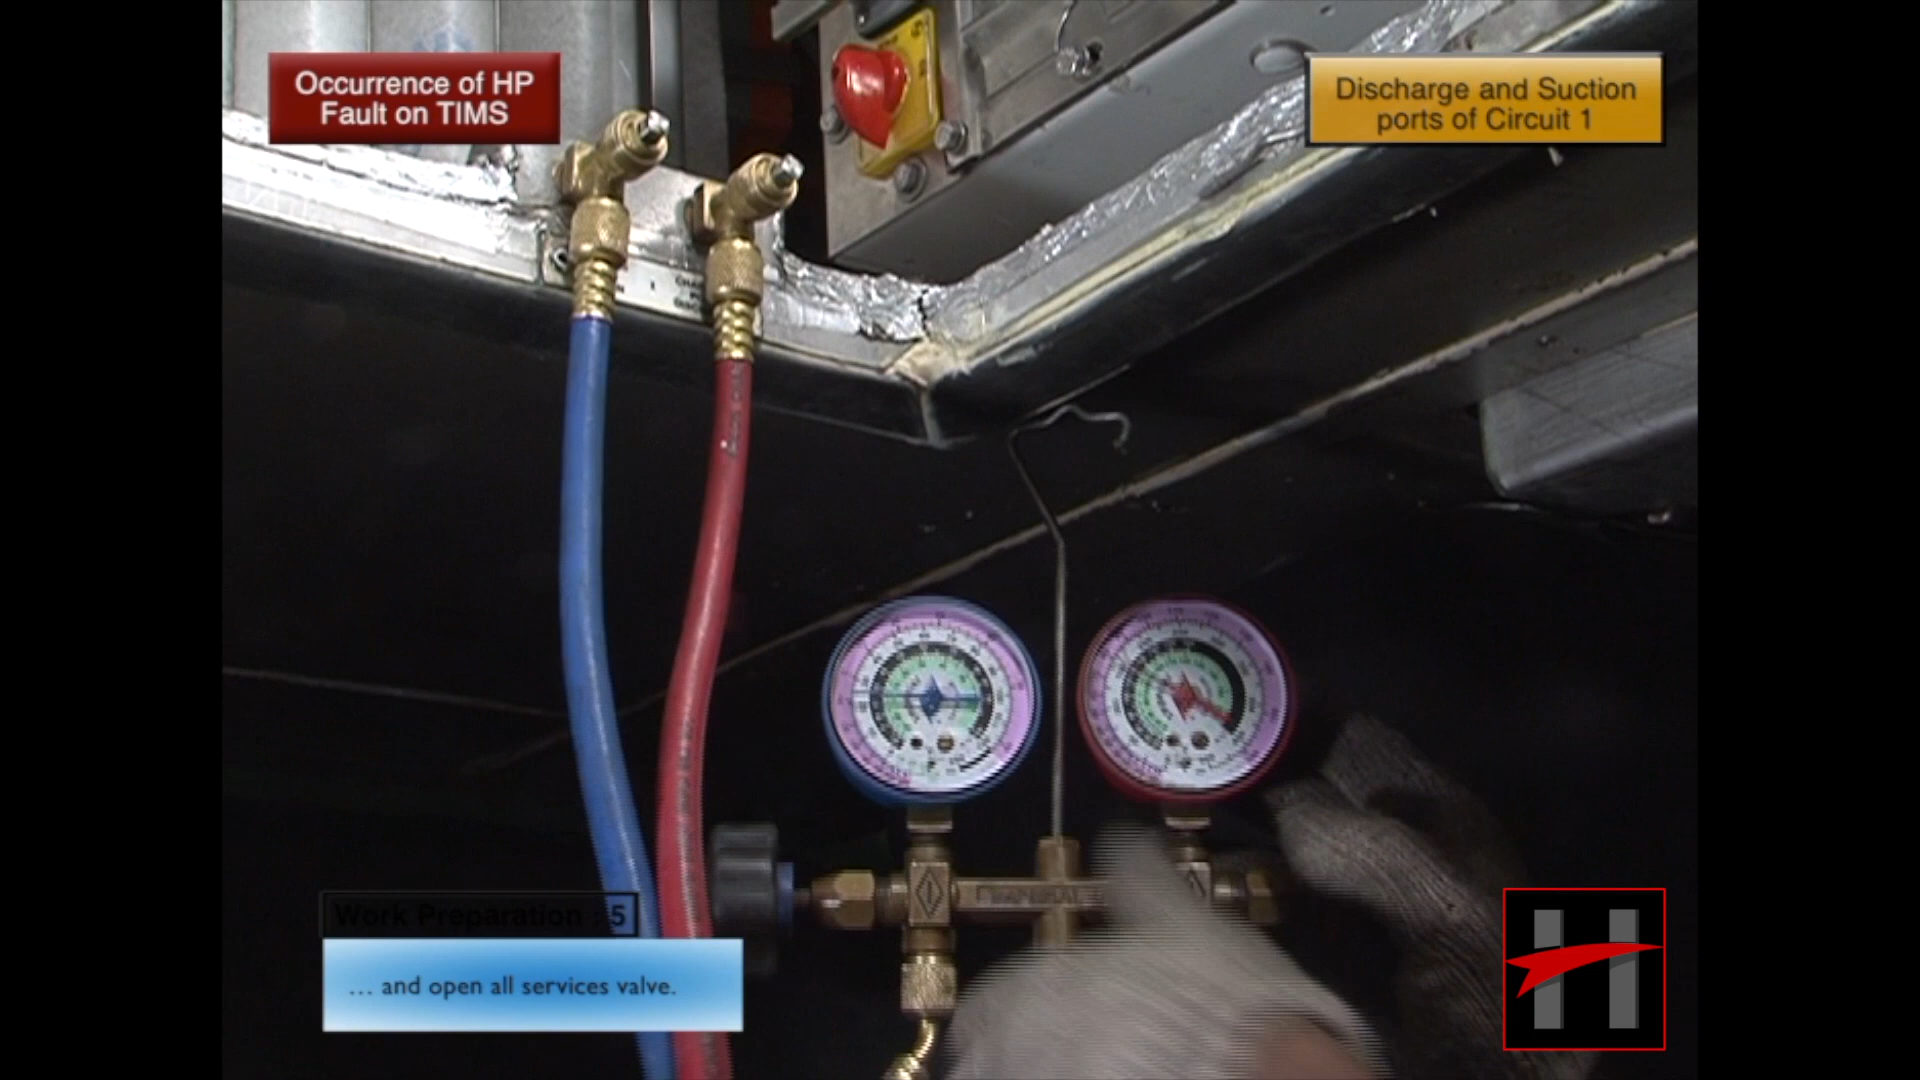 Occurrence of HP
Fault on TIMS
Discharge and Suction
ports of Circuit 1
1
Work Preparation : 5
… and open all services valve.